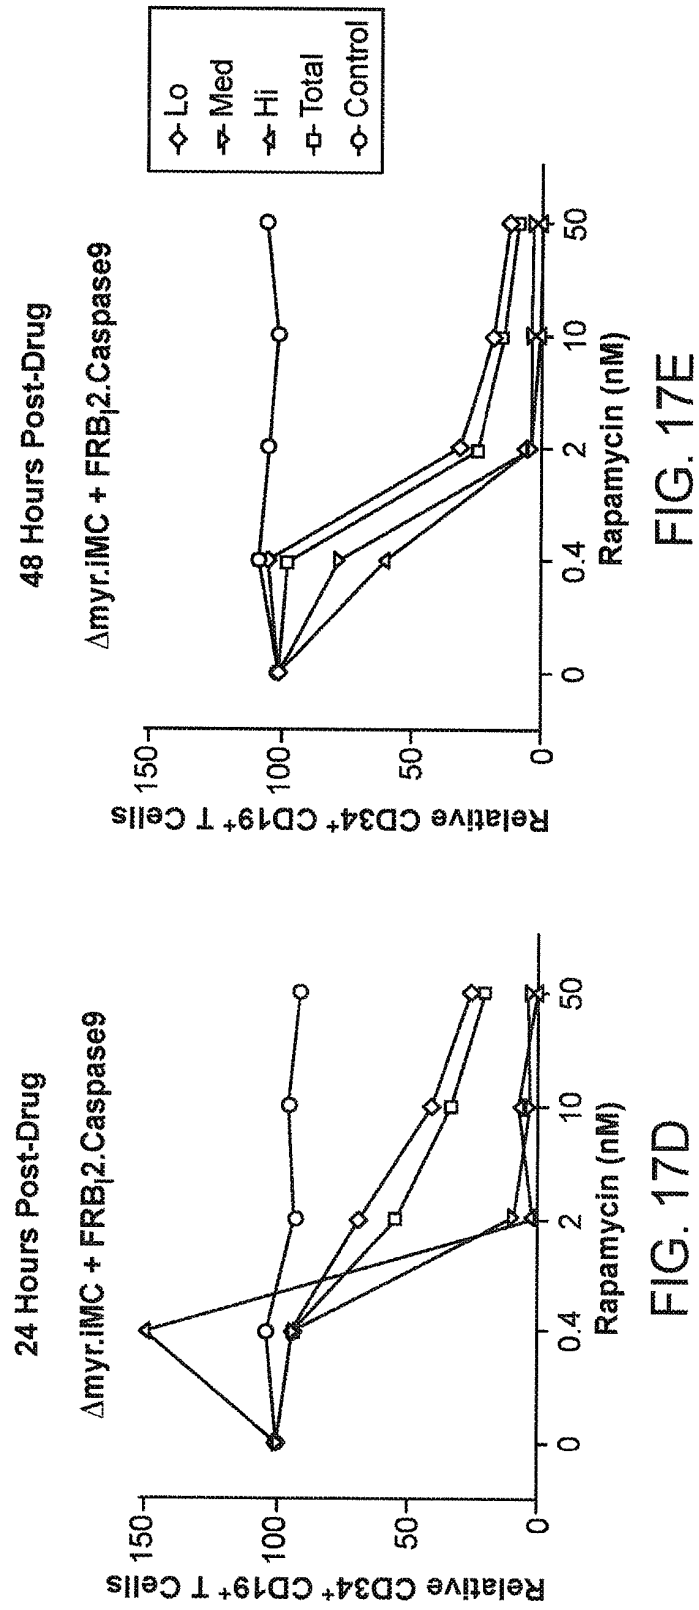 24 Hours Post-Drug
Δmyr.iMC + FRBⱼ2.Caspase9
Relative CD34⁺ CD19⁺ T Cells
150
100
50
0
0 0.4 2 10 50
Rapamycin (nM)
FIG. 17D
48 Hours Post-Drug
Δmyr.iMC + FRBⱼ2.Caspase9
Relative CD34⁺ CD19⁺ T Cells
150
100
50
0
0 0.4 2 10 50
Rapamycin (nM)
Lo
Med
Hi
Total
Control
FIG. 17E